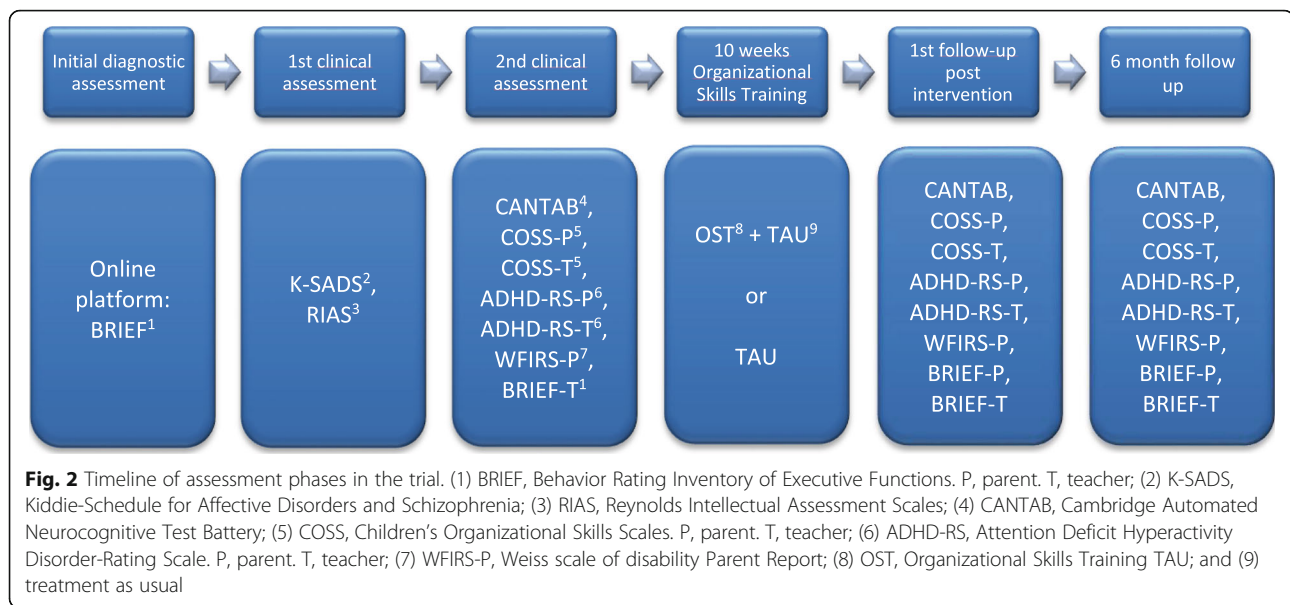 Initial diagnostic
assessment
1st clinical
assessment
2nd clinical
assessment
10 weeks
Organizational
Skills Training
1st follow-up post
intervention
6 month follow
up
Online
platform:
BRIEF¹
K-SADS²,
RIAS³
CANTAB⁴,
COSS-P⁵,
COSS-T⁵,
ADHD-RS-P⁶,
ADHD-RS-T⁶,
WFIRS-P⁷,
BRIEF-T¹
OST⁸ + TAU⁹
or
TAU
CANTAB,
COSS-P,
COSS-T,
ADHD-RS-P,
ADHD-RS-T,
WFIRS-P,
BRIEF-P,
BRIEF-T
CANTAB,
COSS-P,
COSS-T,
ADHD-RS-P,
ADHD-RS-T,
WFIRS-P,
BRIEF-P,
BRIEF-T
Fig. 2 Timeline of assessment phases in the trial. (1) BRIEF, Behavior Rating Inventory of Executive Functions. P, parent. T, teacher; (2) K-SADS,
Kiddie-Schedule for Affective Disorders and Schizophrenia; (3) RIAS, Reynolds Intellectual Assessment Scales; (4) CANTAB, Cambridge Automated
Neurocognitive Test Battery; (5) COSS, Children's Organizational Skills Scales. P, parent. T, teacher; (6) ADHD-RS, Attention Deficit Hyperactivity
Disorder-Rating Scale. P, parent. T, teacher; (7) WFIRS-P, Weiss scale of disability Parent Report; (8) OST, Organizational Skills Training TAU; and (9)
treatment as usual